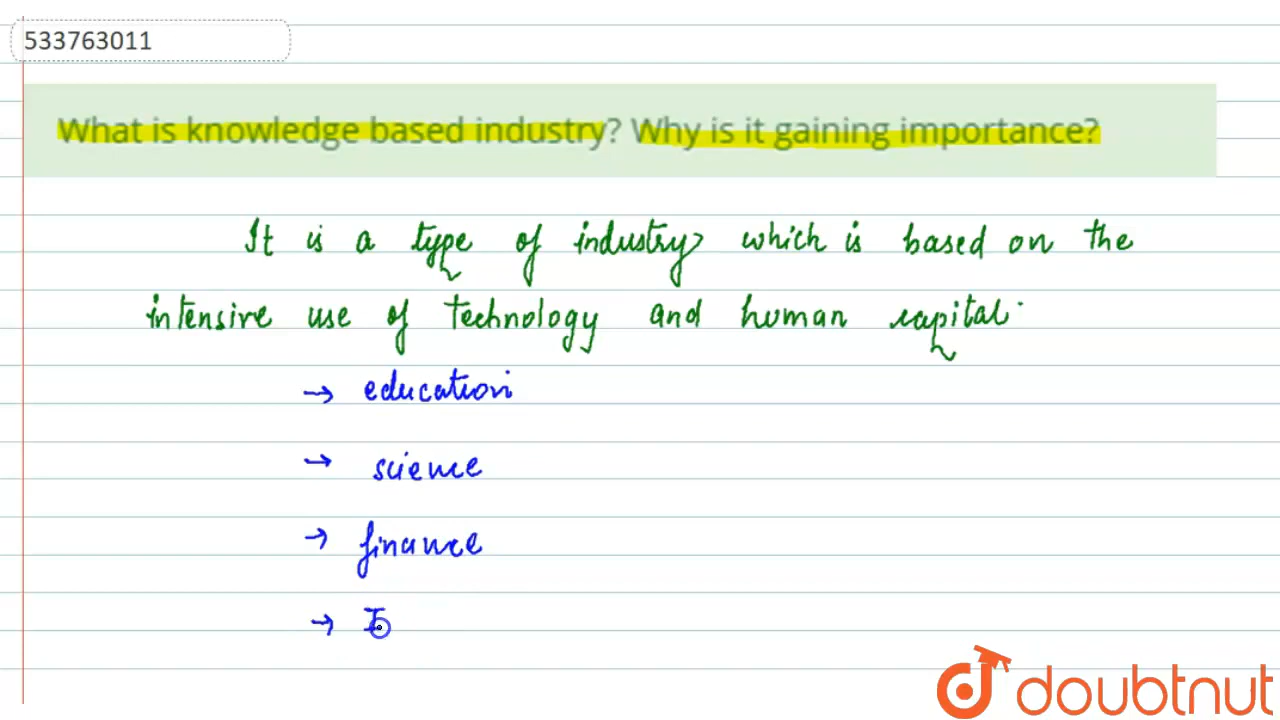 533763011
What is knowledge based industry? Why is it gaining importance?
It is a type of industry which is based on the
intensive use of technology and human capital.
→ education
→ science
→ finance
→ I
doubtnut